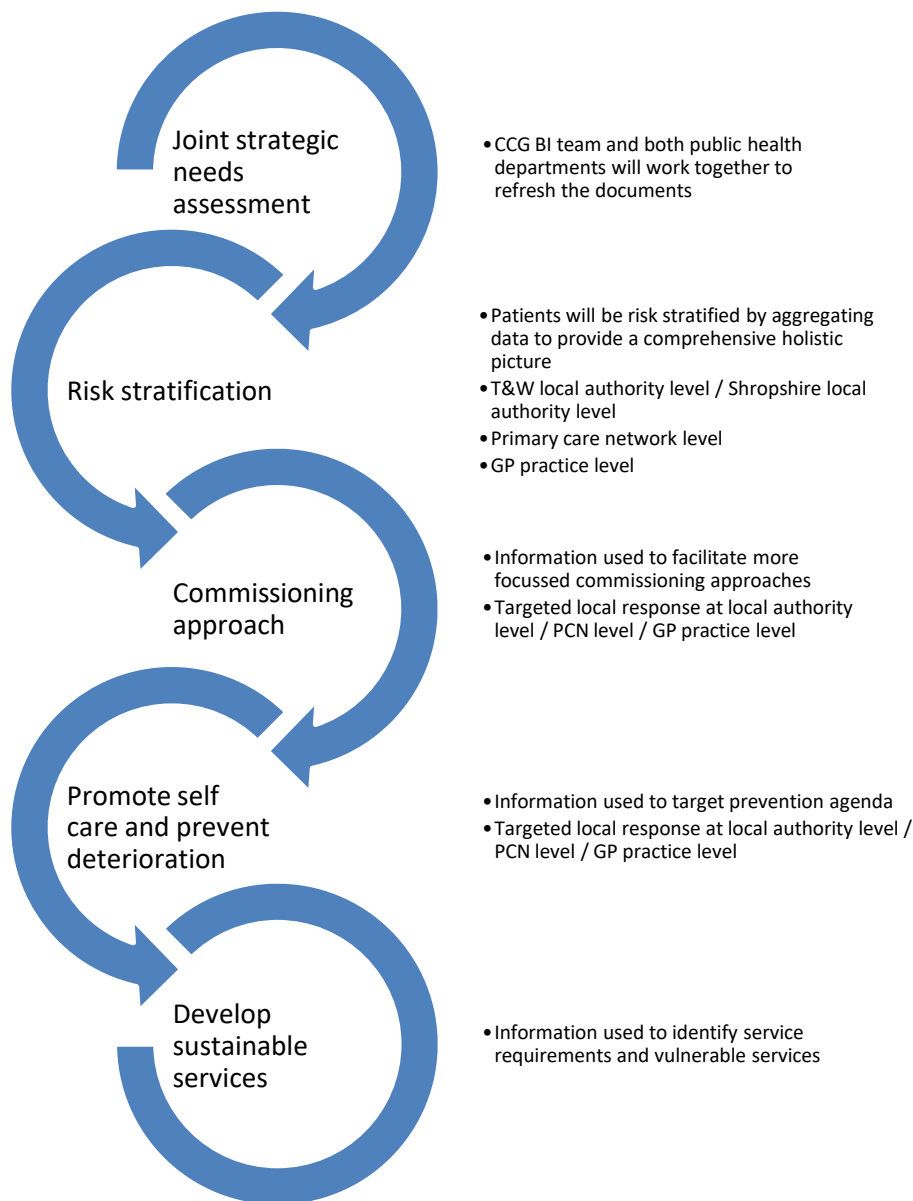 Joint strategic
needs
assessment
•CCG BI team and both public health
departments will work together to
refresh the documents
Risk stratification
•Patients will be risk stratified by aggregating
data to provide a comprehensive holistic
picture
•T&W local authority level / Shropshire local
authority level
•Primary care network level
•GP practice level
Commissioning
approach
•Information used to facilitate more
focussed commissioning approaches
•Targeted local response at local authority
level / PCN level / GP practice level
Promote self
care and prevent
deterioration
•Information used to target prevention agenda
•Targeted local response at local authority level /
PCN level / GP practice level
Develop
sustainable
services
•Information used to identify service
requirements and vulnerable services